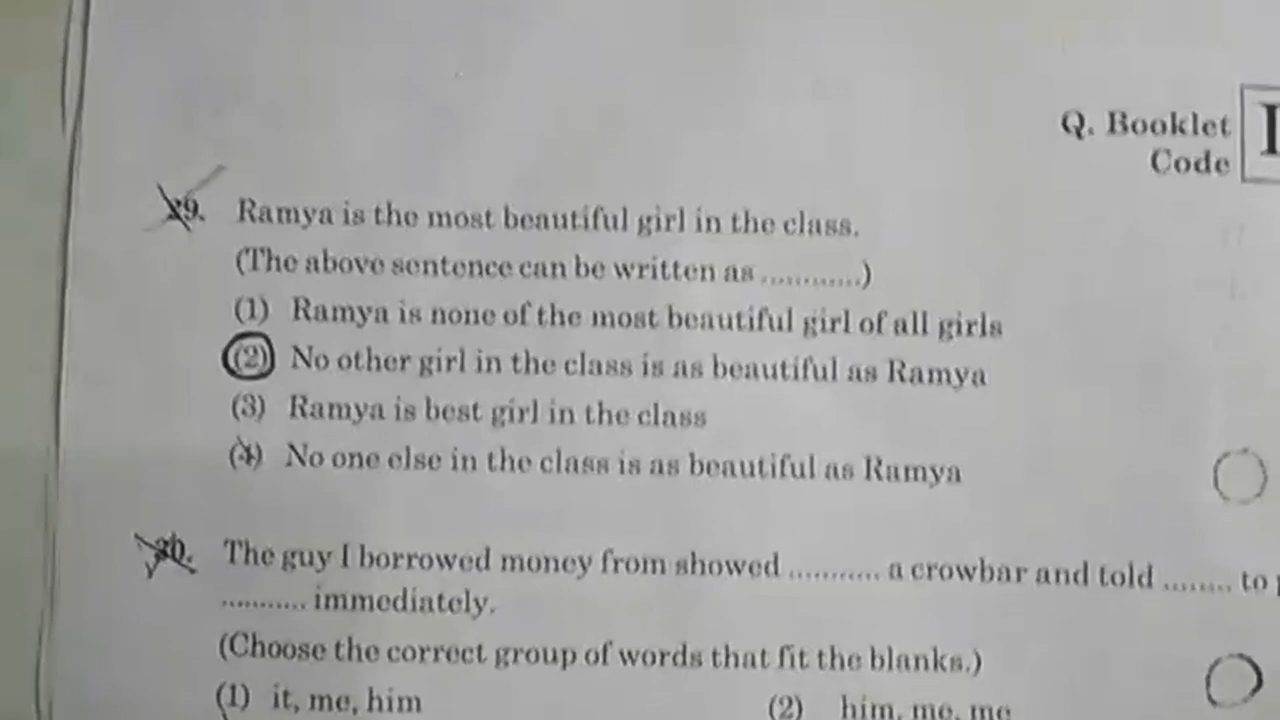 Q. Booklet
Code
29. Ramya is the most beautiful girl in the class.
(The above sentence can be written as ............)
(1) Ramya is none of the most beautiful girl of all girls
(2) No other girl in the class is as beautiful as Ramya
(3) Ramya is best girl in the class
(4) No one else in the class is as beautiful as Ramya
30. The guy I borrowed money from showed ........... a crowbar and told ........ to
........... immediately.
(Choose the correct group of words that fit the blanks.)
(1) it, me, him (2) him, me, me